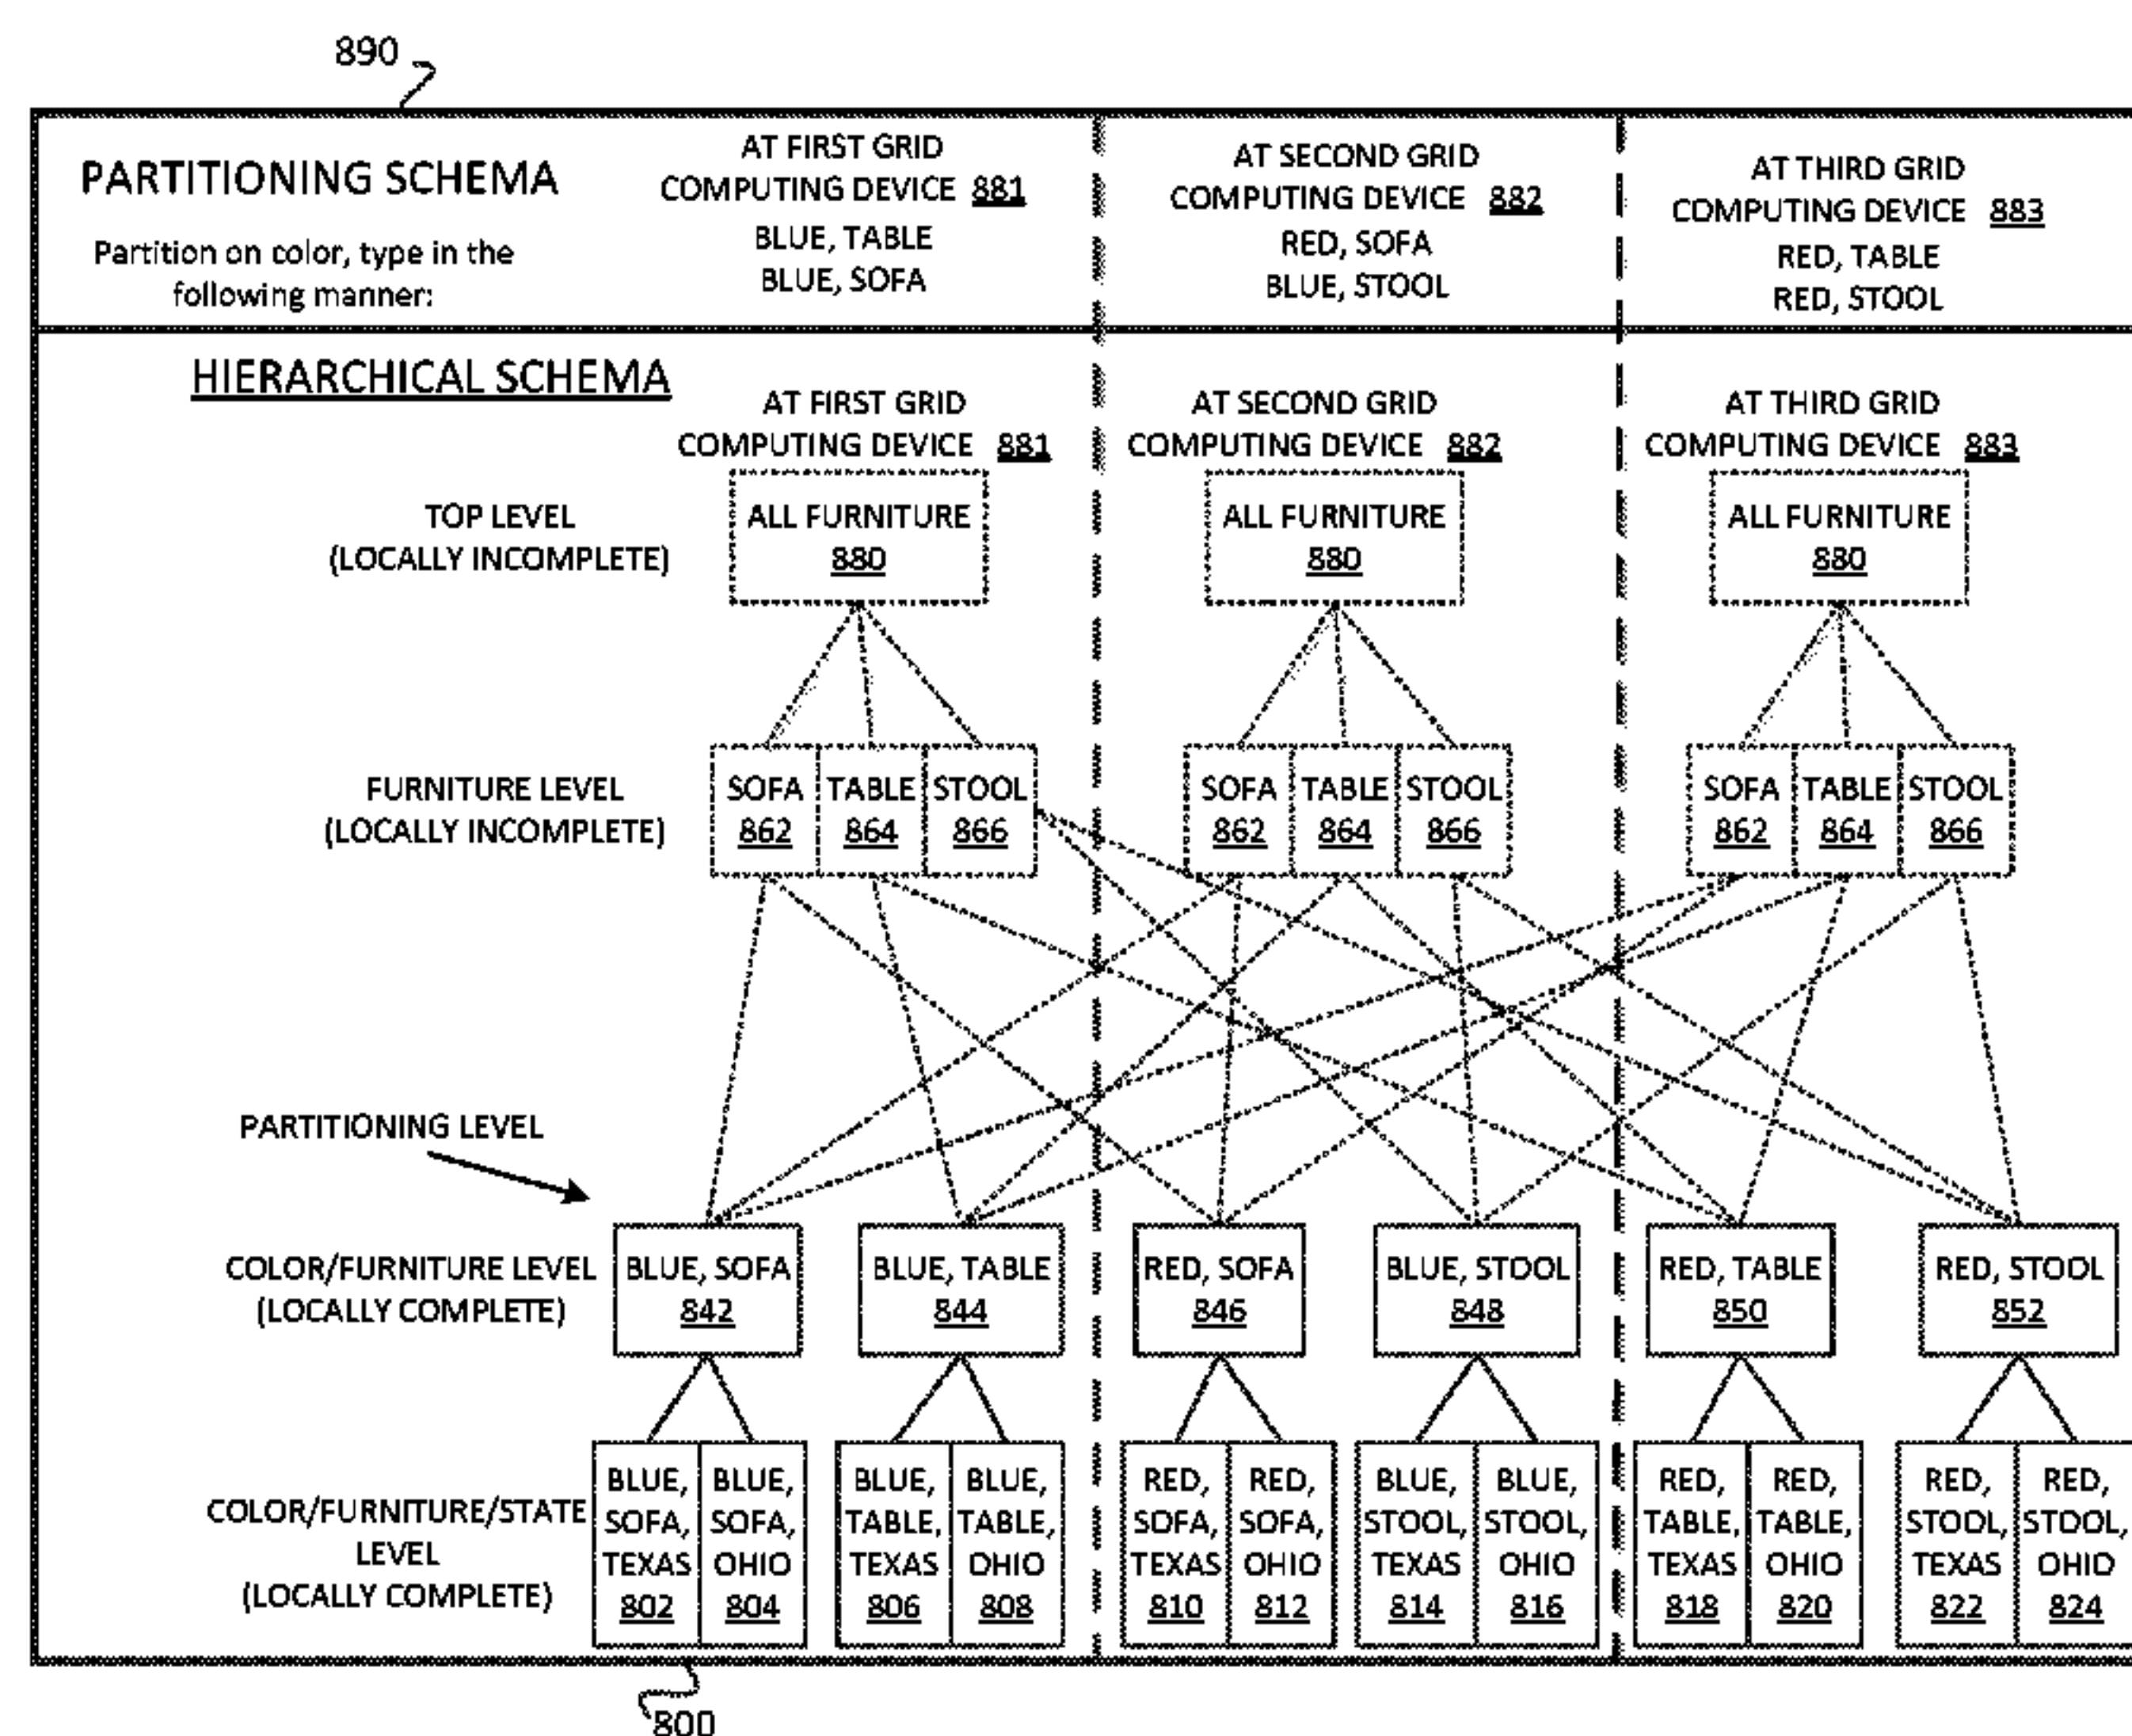 890
PARTITIONING SCHEMA
Partition on color, type in the
following manner:
AT FIRST GRID
COMPUTING DEVICE 881
BLUE, TABLE
BLUE, SOFA
AT SECOND GRID
COMPUTING DEVICE 882
RED, SOFA
BLUE, STOOL
AT THIRD GRID
COMPUTING DEVICE 883
RED, TABLE
RED, STOOL
HIERARCHICAL SCHEMA
AT FIRST GRID
COMPUTING DEVICE 881
AT SECOND GRID
COMPUTING DEVICE 882
AT THIRD GRID
COMPUTING DEVICE 883
TOP LEVEL
(LOCALLY INCOMPLETE)
ALL FURNITURE
880
ALL FURNITURE
880
ALL FURNITURE
880
FURNITURE LEVEL
(LOCALLY INCOMPLETE)
SOFA
862
TABLE
864
STOOL
866
SOFA
862
TABLE
864
STOOL
866
SOFA
862
TABLE
864
STOOL
866
PARTITIONING LEVEL
COLOR/FURNITURE LEVEL
(LOCALLY COMPLETE)
BLUE, SOFA
842
BLUE, TABLE
844
RED, SOFA
846
BLUE, STOOL
848
RED, TABLE
850
RED, STOOL
852
COLOR/FURNITURE/STATE
LEVEL
(LOCALLY COMPLETE)
BLUE,
SOFA,
TEXAS
802
BLUE,
SOFA,
OHIO
804
BLUE,
TABLE,
TEXAS
806
BLUE,
TABLE,
OHIO
808
RED,
SOFA,
TEXAS
810
RED,
SOFA,
OHIO
812
BLUE,
STOOL,
TEXAS
814
BLUE,
STOOL,
OHIO
816
RED,
TABLE,
TEXAS
818
RED,
TABLE,
OHIO
820
RED,
STOOL,
TEXAS
822
RED,
STOOL,
OHIO
824
800